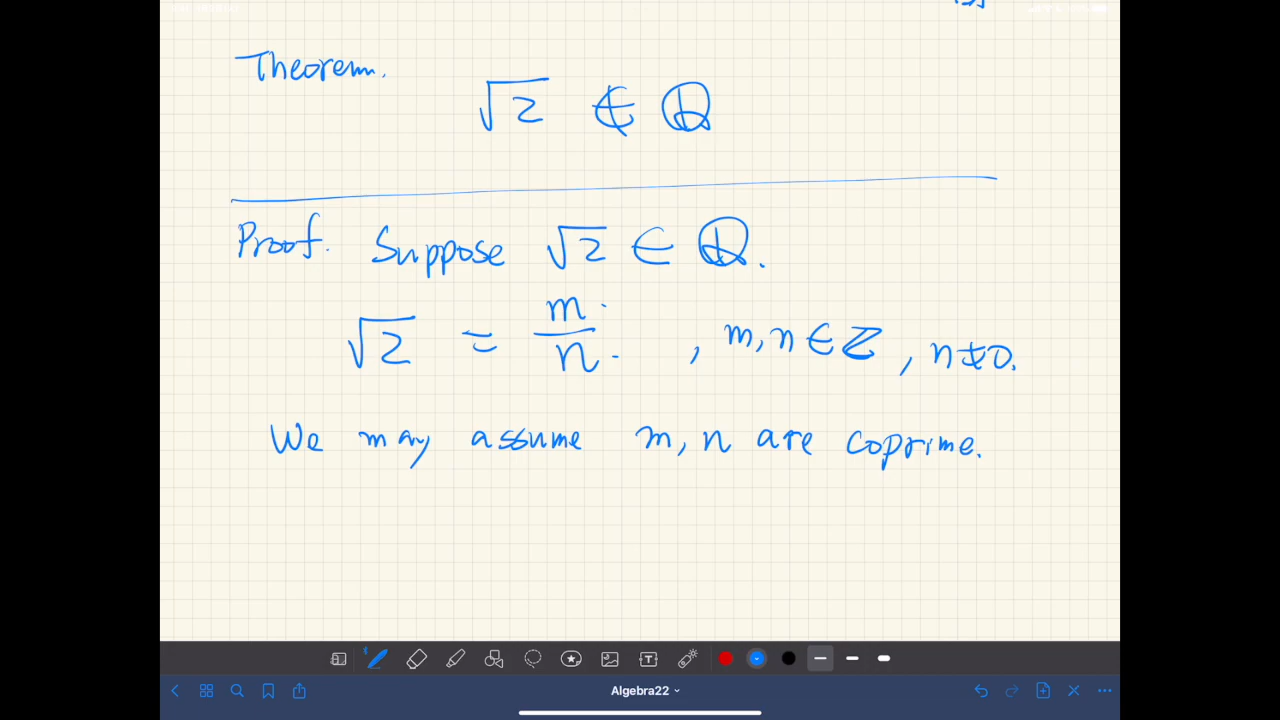 Theorem.
√2 ∉ ℚ
Proof. Suppose √2 ∈ ℚ.
√2 = m/n , m, n ∈ ℤ, n ≠ 0.
We may assume m, n are coprime.
Algebra22